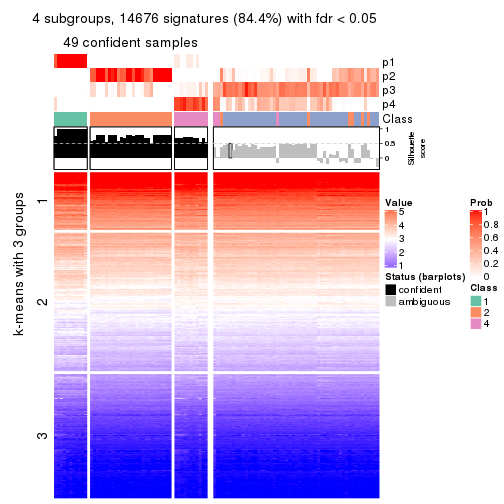 4 subgroups, 14676 signatures (84.4%) with fdr < 0.05
49 confident samples
p1
p2
p3
p4
Class
1
0.5
0
Silhouette
score
k-means with 3 groups
1
2
3
Value
5
4
3
2
1
Status (barplots)
confident
ambiguous
Prob
1
0.8
0.6
0.4
0.2
0
Class
1
2
4